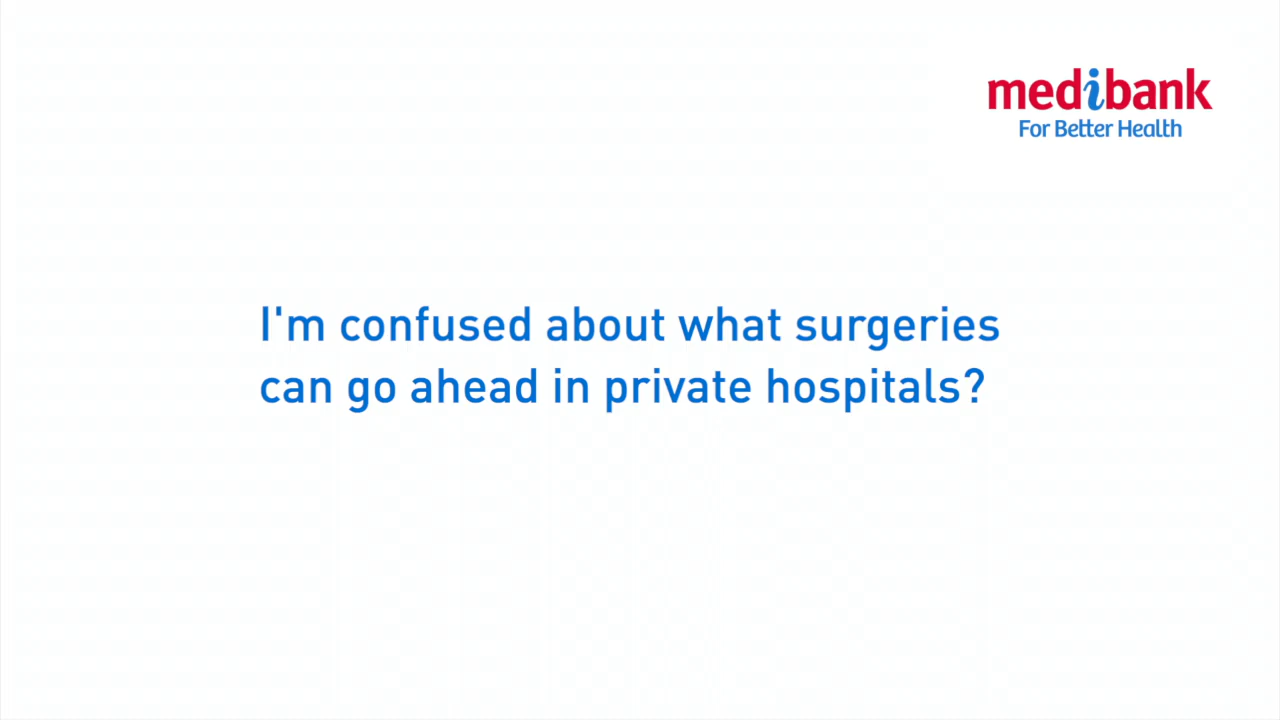 medibank
For Better Health
I'm confused about what surgeries
can go ahead in private hospitals?